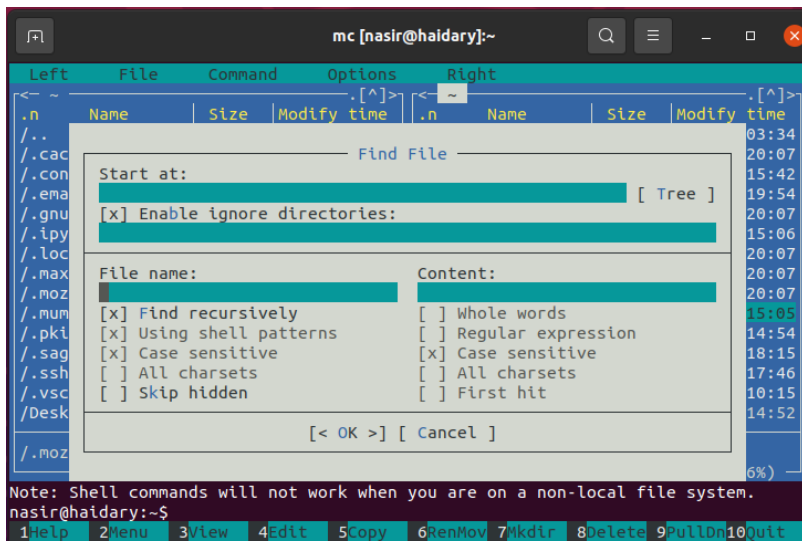 mc [nasir@haidary]:~
Left File Command Options Right
<─ ~ ─.[^]>
<─ ~ ─.[^]>
.n Name Size Modify time .n Name Size Modify time
/.. 03:34
/.cac 20:07
Find File
/.con Start at: 15:42
/.ema [ Tree ] 19:54
/.gnu [x] Enable ignore directories: 20:07
/.ipy 15:06
/.loc 20:07
/.max File name: Content: 20:07
/.moz 20:07
/.mum [x] Find recursively [ ] Whole words 15:05
/.pki [x] Using shell patterns [ ] Regular expression 14:54
/.sag [x] Case sensitive [x] Case sensitive 18:15
/.ssh [ ] All charsets [ ] All charsets 17:46
/.vsc [ ] Skip hidden [ ] First hit 10:15
/Desk 14:52
[< OK >] [ Cancel ]
/.moz
6%)
Note: Shell commands will not work when you are on a non-local file system.
nasir@haidary:~$
1Help 2Menu 3View 4Edit 5Copy 6RenMov 7Mkdir 8Delete 9PullDn 10Quit